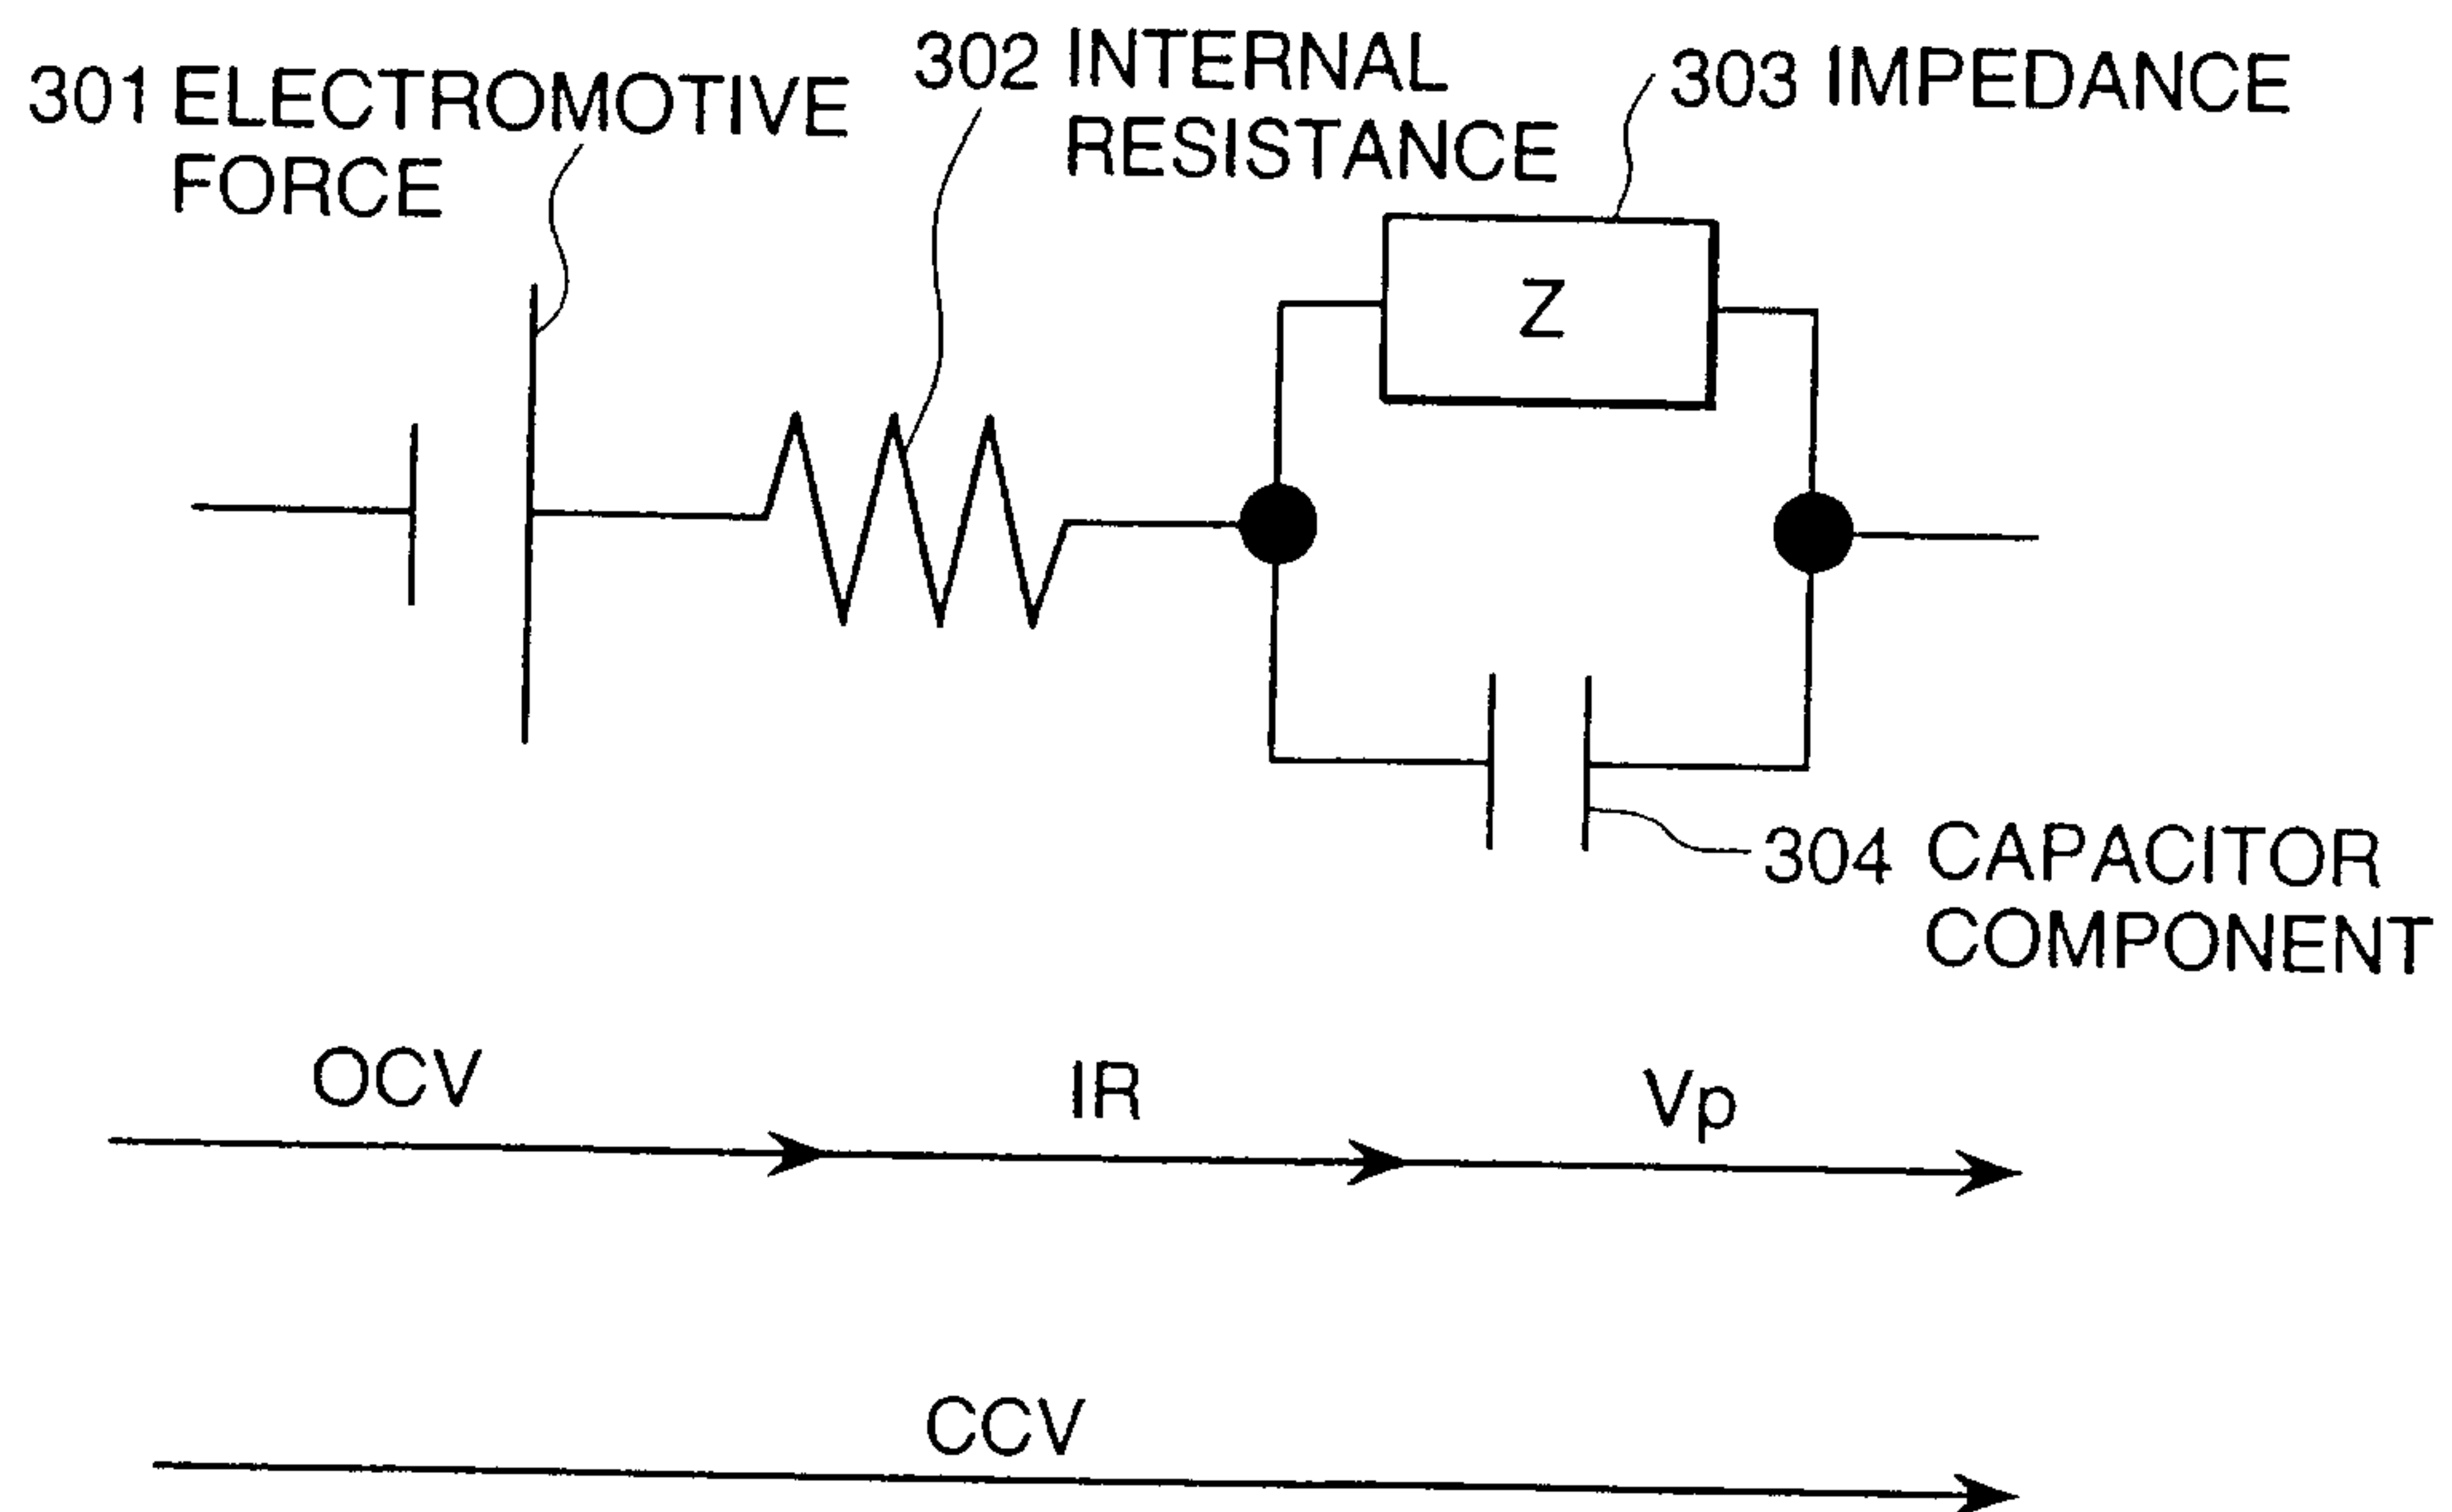 301 ELECTROMOTIVE
FORCE
302 INTERNAL
RESISTANCE
303 IMPEDANCE
Z
304 CAPACITOR
COMPONENT
OCV
IR
Vp
CCV